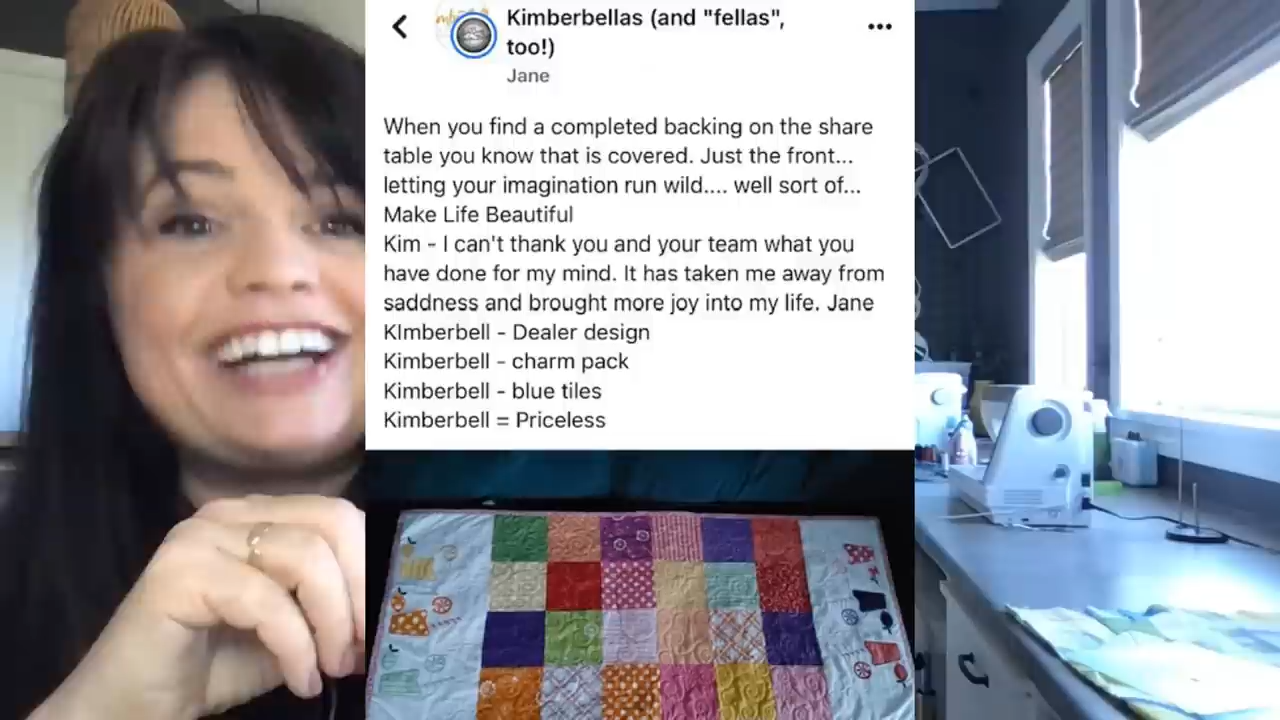 Kimberbellas (and "fellas",
too!)
Jane
When you find a completed backing on the share
table you know that is covered. Just the front...
letting your imagination run wild.... well sort of...
Make Life Beautiful
Kim - I can't thank you and your team what you
have done for my mind. It has taken me away from
saddness and brought more joy into my life. Jane
KImberbell - Dealer design
Kimberbell - charm pack
Kimberbell - blue tiles
Kimberbell = Priceless